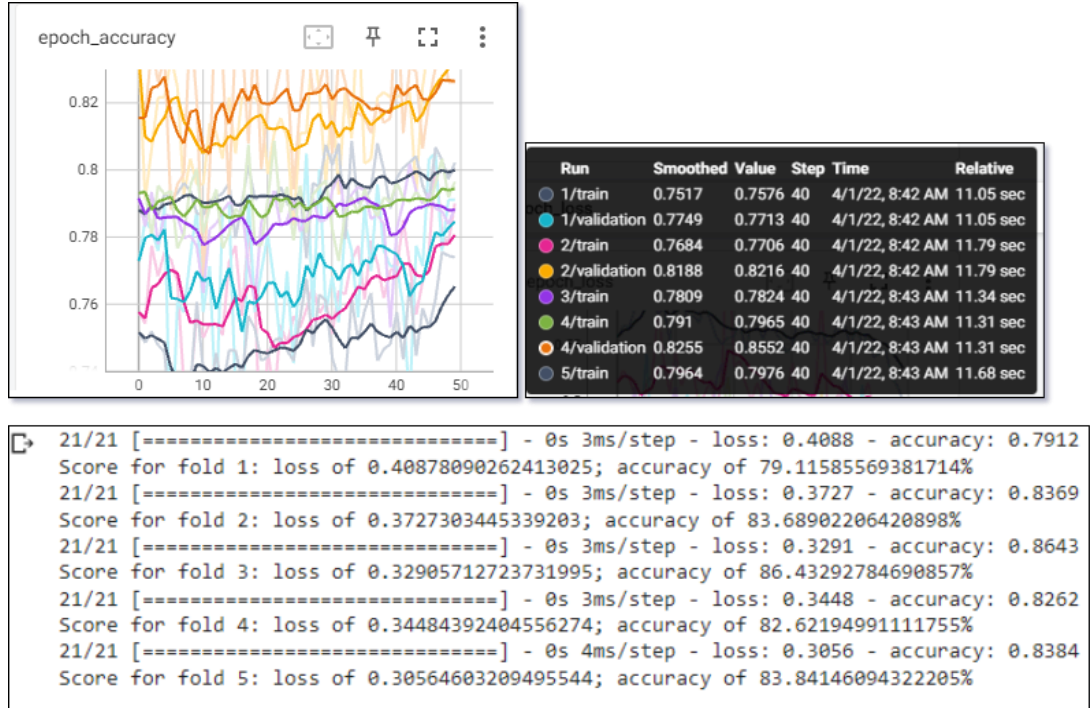 epoch_accuracy
0.82
0.8
0.78
0.76
0 10 20 30 40 50
Run Smoothed Value Step Time Relative
1/train 0.7517 0.7576 40 4/1/22, 8:42 AM 11.05 sec
1/validation 0.7749 0.7713 40 4/1/22, 8:42 AM 11.05 sec
2/train 0.7684 0.7706 40 4/1/22, 8:42 AM 11.79 sec
2/validation 0.8188 0.8216 40 4/1/22, 8:42 AM 11.79 sec
3/train 0.7809 0.7824 40 4/1/22, 8:43 AM 11.34 sec
4/train 0.791 0.7965 40 4/1/22, 8:43 AM 11.31 sec
4/validation 0.8255 0.8552 40 4/1/22, 8:43 AM 11.31 sec
5/train 0.7964 0.7976 40 4/1/22, 8:43 AM 11.68 sec
21/21 [==============================] - 0s 3ms/step - loss: 0.4088 - accuracy: 0.7912
Score for fold 1: loss of 0.40878090262413025; accuracy of 79.11585569381714%
21/21 [==============================] - 0s 3ms/step - loss: 0.3727 - accuracy: 0.8369
Score for fold 2: loss of 0.3727303445339203; accuracy of 83.68902206420898%
21/21 [==============================] - 0s 3ms/step - loss: 0.3291 - accuracy: 0.8643
Score for fold 3: loss of 0.32905712723731995; accuracy of 86.43292784690857%
21/21 [==============================] - 0s 3ms/step - loss: 0.3448 - accuracy: 0.8262
Score for fold 4: loss of 0.34484392404556274; accuracy of 82.62194991111755%
21/21 [==============================] - 0s 4ms/step - loss: 0.3056 - accuracy: 0.8384
Score for fold 5: loss of 0.30564603209495544; accuracy of 83.84146094322205%